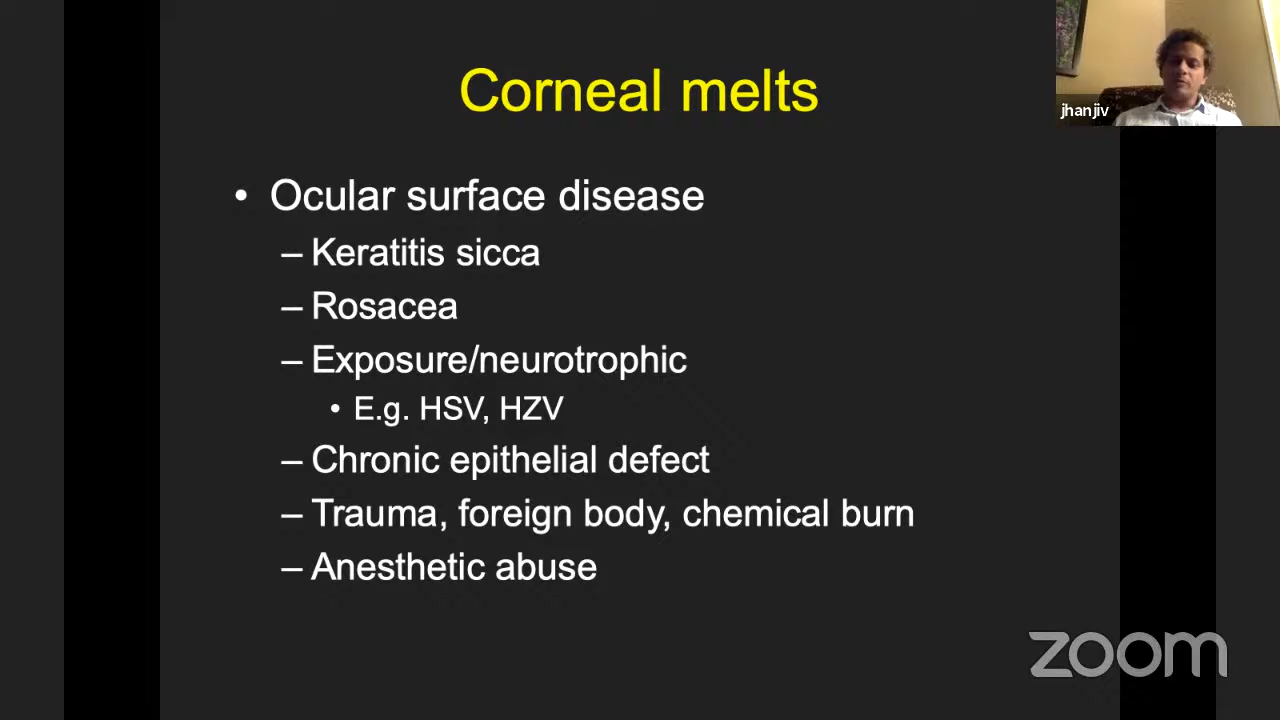 Corneal melts
jhanjiv
• Ocular surface disease
– Keratitis sicca
– Rosacea
– Exposure/neurotrophic
• E.g. HSV, HZV
– Chronic epithelial defect
– Trauma, foreign body, chemical burn
– Anesthetic abuse
zoom